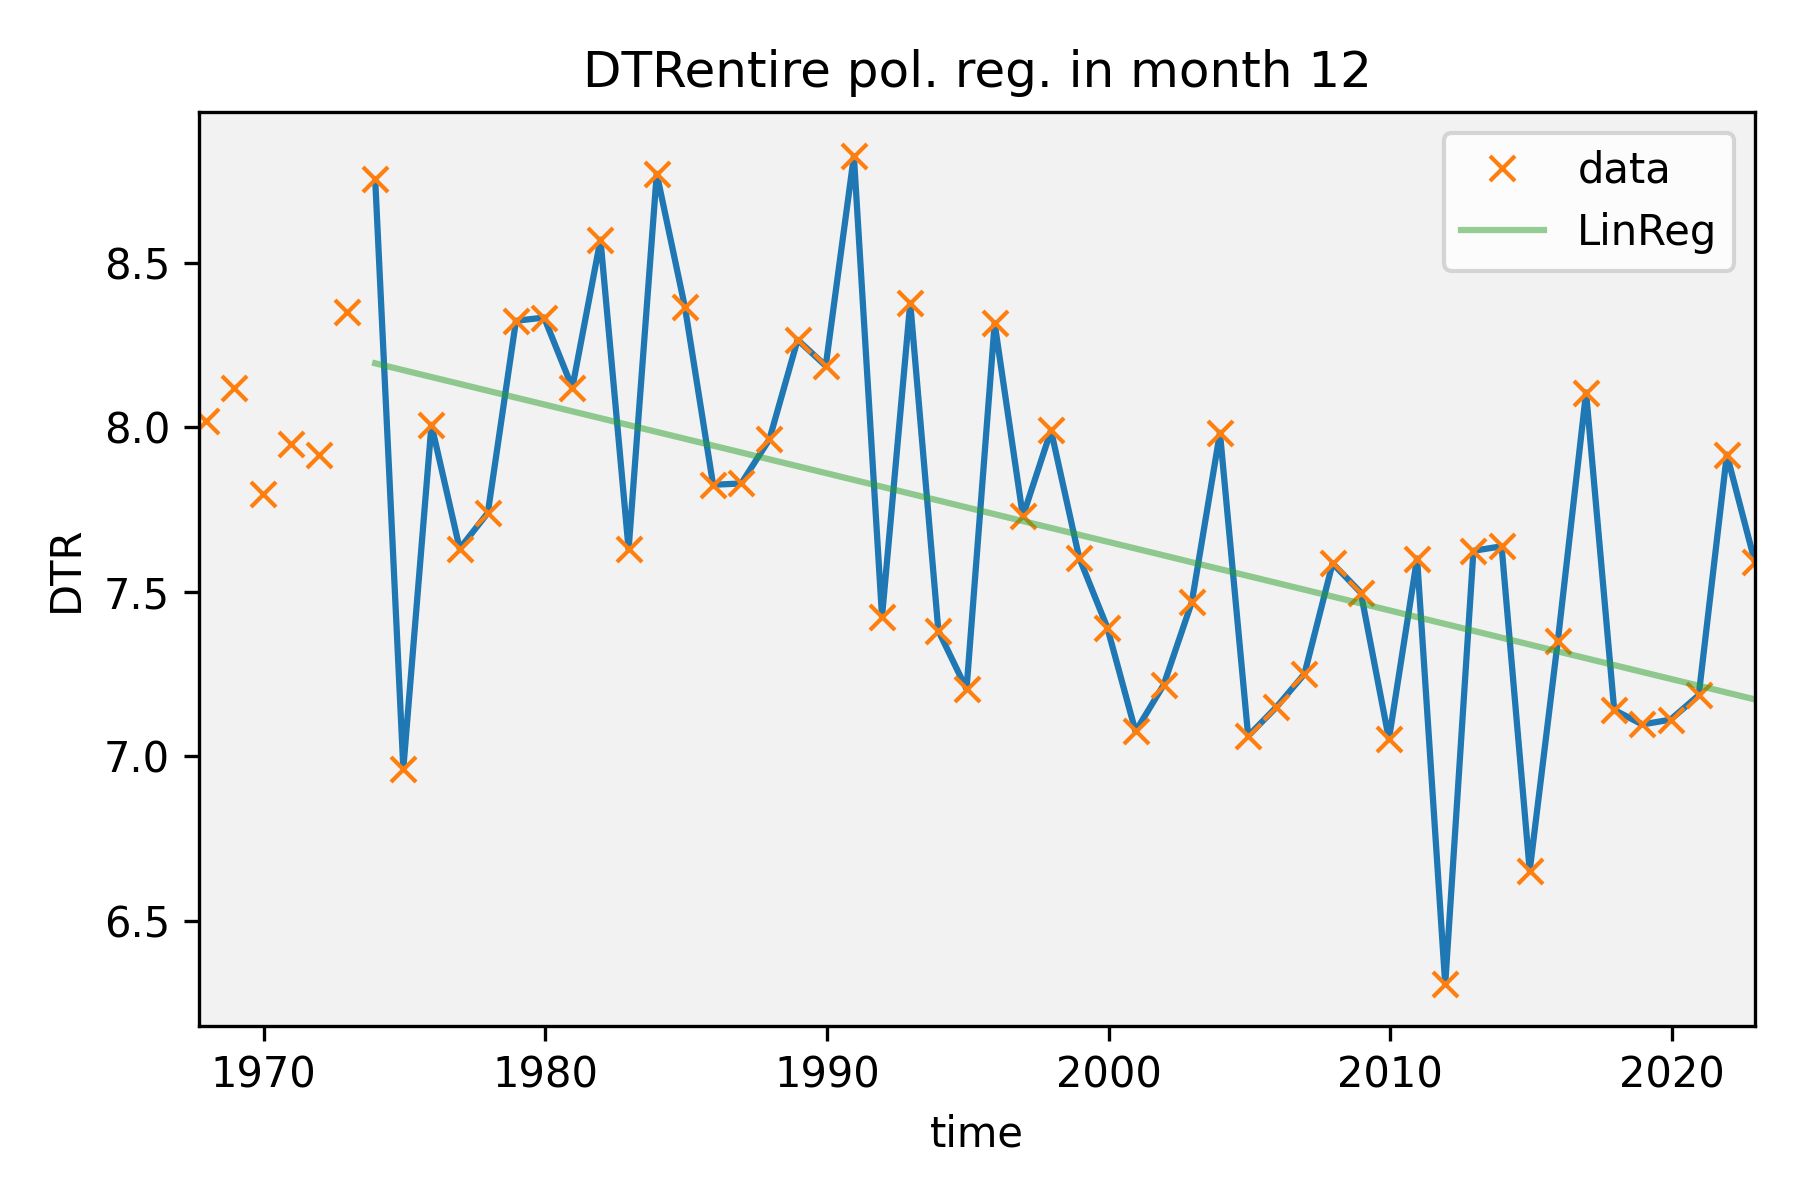 DTRentire pol. reg. in month 12
data
LinReg
DTR
8.5
8.0
7.5
7.0
6.5
1970 1980 1990 2000 2010 2020
time